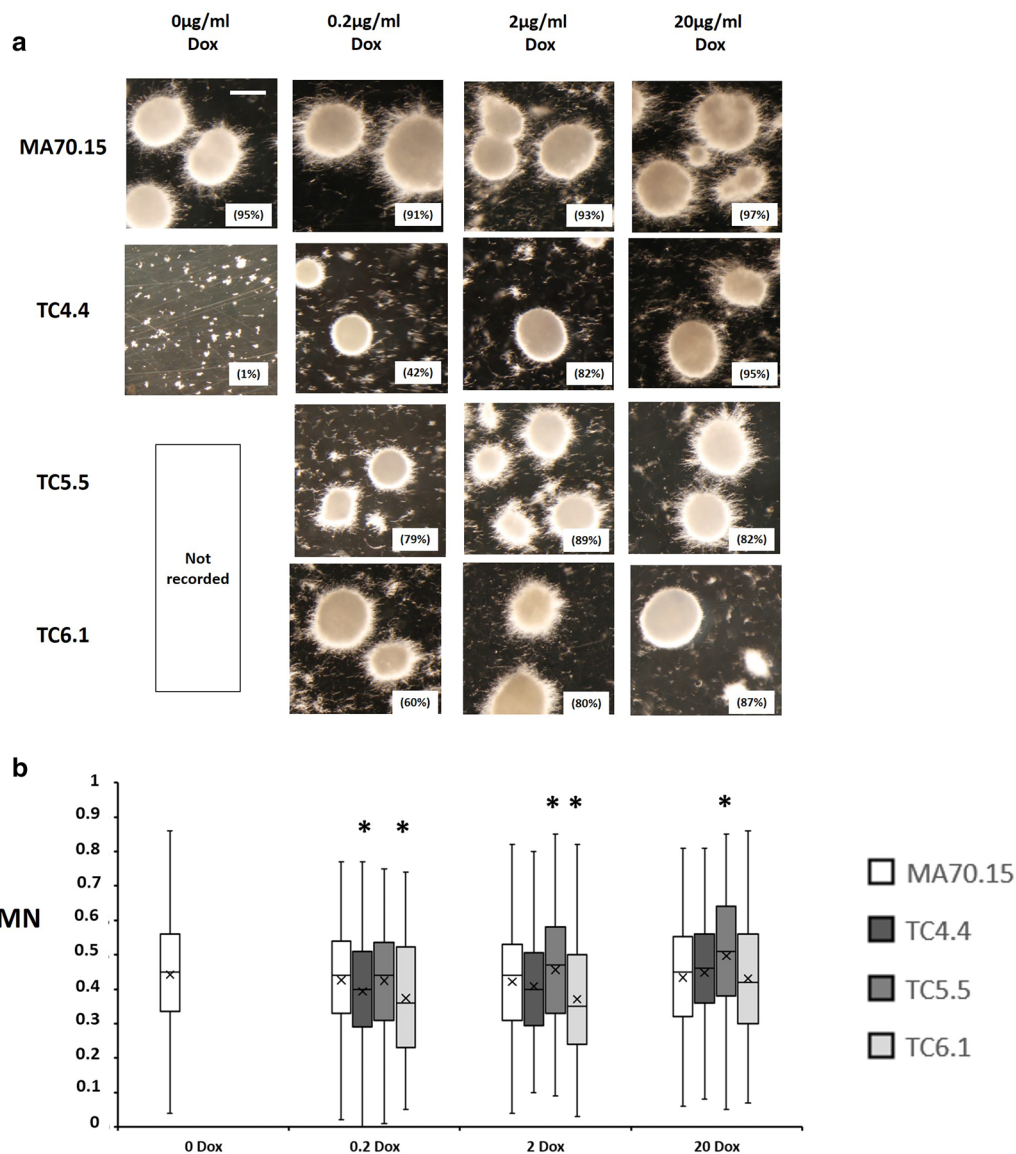 a
0µg/ml
Dox
0.2µg/ml
Dox
2µg/ml
Dox
20µg/ml
Dox
MA70.15
(95%)
(91%)
(93%)
(97%)
TC4.4
(1%)
(42%)
(82%)
(95%)
TC5.5
(79%)
(89%)
(82%)
Not
recorded
TC6.1
(60%)
(80%)
(87%)
b
1
0.9
0.8
0.7
0.6
0.5
0.4
0.3
0.2
0.1
0
MN
* *
* *
*
0 Dox
0.2 Dox
2 Dox
20 Dox
MA70.15
TC4.4
TC5.5
TC6.1